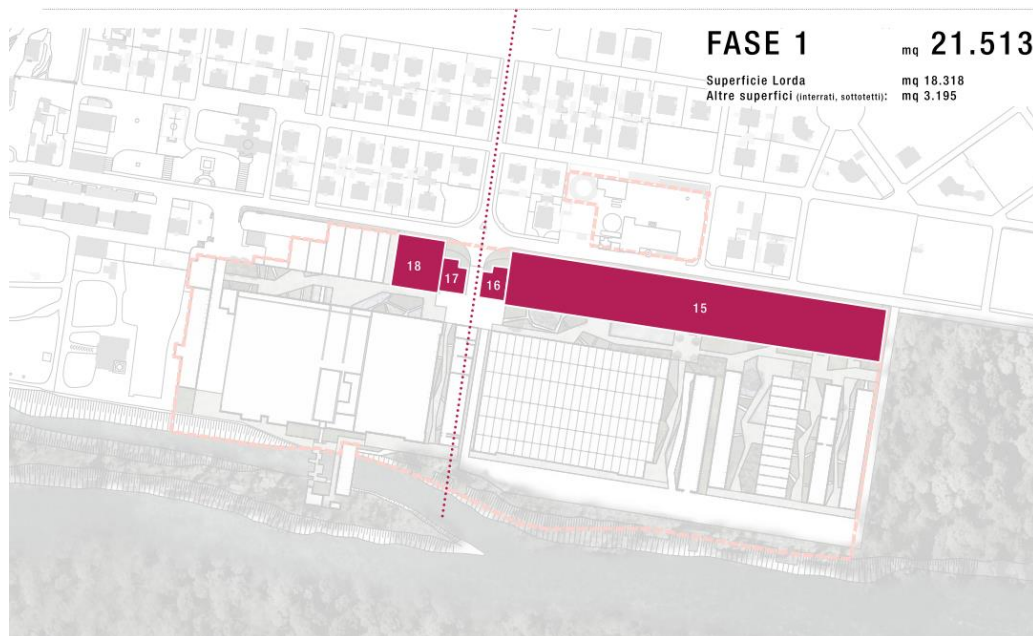 FASE 1 mq 21.513
Superficie Lorda mq 18.318
Altre superfici (interrati, sottotetti): mq 3.195
18
17
16
15